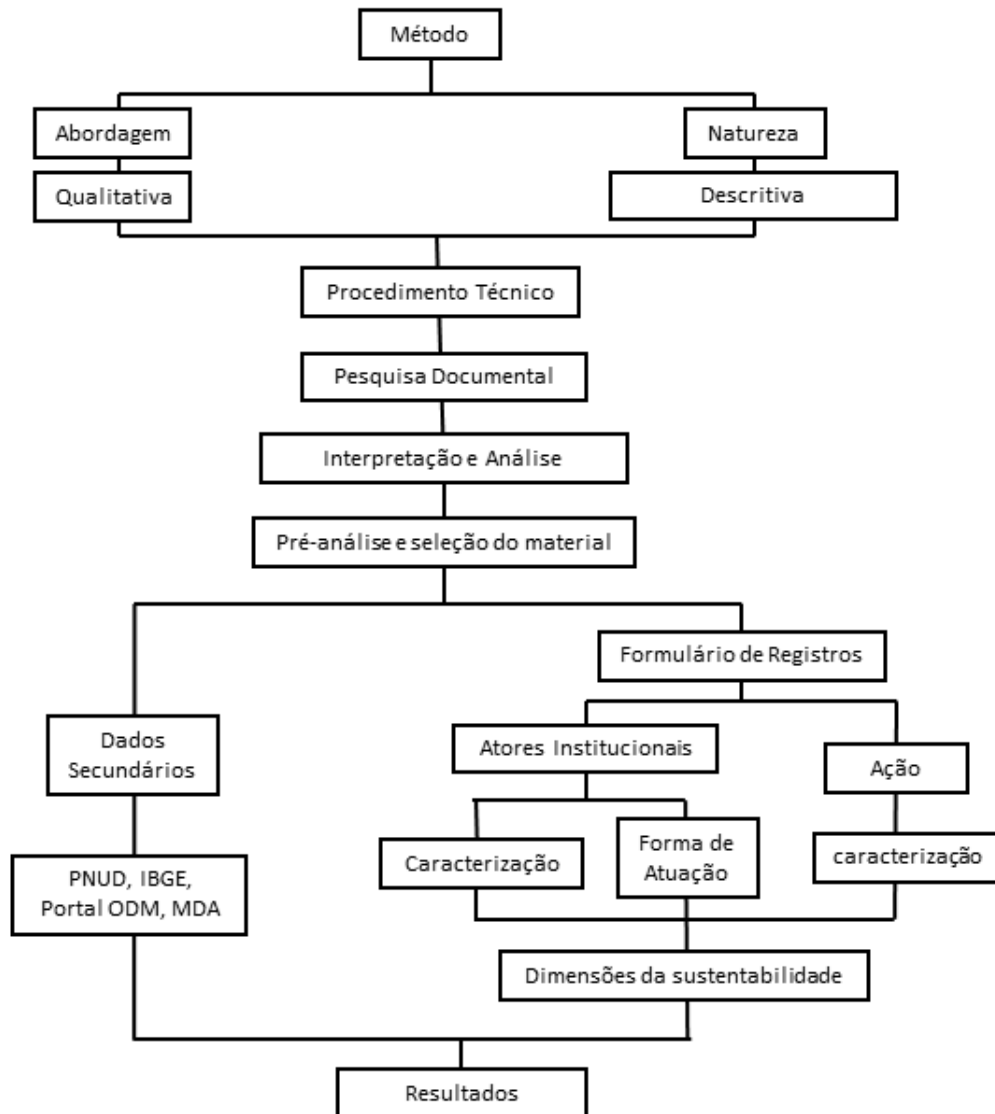 Método
Abordagem
Natureza
Qualitativa
Descritiva
Procedimento Técnico
Pesquisa Documental
Interpretação e Análise
Pré-análise e seleção do material
Formulário de Registros
Dados
Secundários
Atores Institucionais
Ação
Caracterização
Forma de
Atuação
caracterização
PNUD, IBGE,
Portal ODM, MDA
Dimensões da sustentabilidade
Resultados